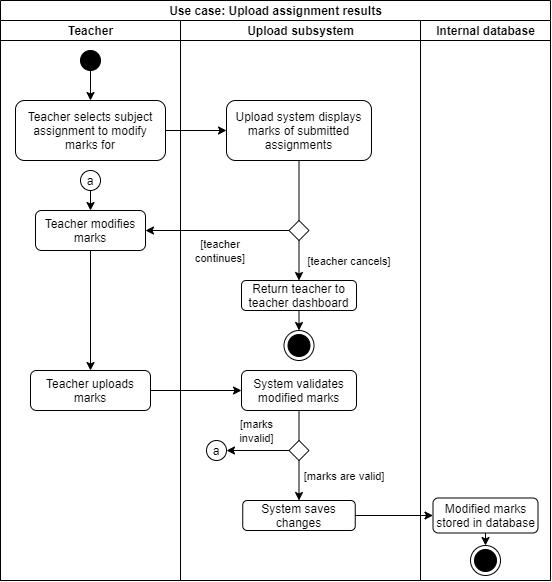 Use case: Upload assignment results
Teacher
Upload subsystem
Internal database
Teacher selects subject
assignment to modify
marks for
Upload system displays
marks of submitted
assignments
a
Teacher modifies
marks
[teacher
continues]
[teacher cancels]
Return teacher to
teacher dashboard
Teacher uploads
marks
System validates
modified marks
[marks
invalid]
a
[marks are valid]
System saves
changes
Modified marks
stored in database